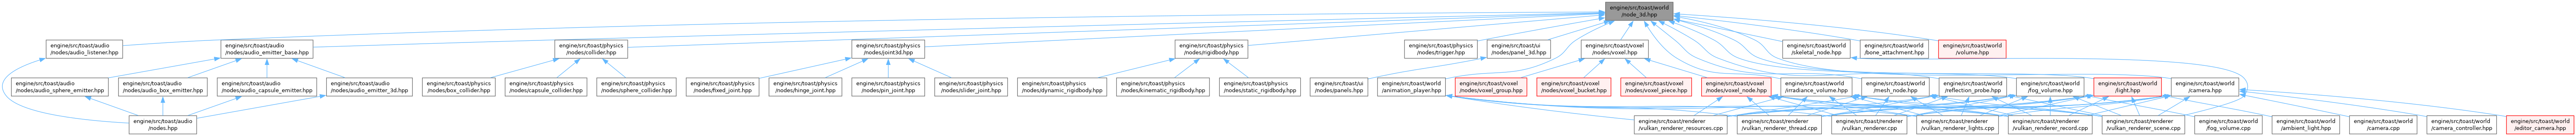 engine/src/toast/world
/node_3d.hpp
engine/src/toast/audio
/nodes/audio_listener.hpp
engine/src/toast/audio
/nodes/audio_emitter_base.hpp
engine/src/toast/physics
/nodes/collider.hpp
engine/src/toast/physics
/nodes/joint3d.hpp
engine/src/toast/physics
/nodes/rigidbody.hpp
engine/src/toast/physics
/nodes/trigger.hpp
engine/src/toast/ui
/nodes/panel_3d.hpp
engine/src/toast/voxel
/nodes/voxel.hpp
engine/src/toast/world
/skeletal_node.hpp
engine/src/toast/world
/bone_attachment.hpp
engine/src/toast/world
/volume.hpp
engine/src/toast/audio
/nodes/audio_sphere_emitter.hpp
engine/src/toast/audio
/nodes/audio_box_emitter.hpp
engine/src/toast/audio
/nodes/audio_capsule_emitter.hpp
engine/src/toast/audio
/nodes/audio_emitter_3d.hpp
engine/src/toast/physics
/nodes/box_collider.hpp
engine/src/toast/physics
/nodes/capsule_collider.hpp
engine/src/toast/physics
/nodes/sphere_collider.hpp
engine/src/toast/physics
/nodes/fixed_joint.hpp
engine/src/toast/physics
/nodes/hinge_joint.hpp
engine/src/toast/physics
/nodes/pin_joint.hpp
engine/src/toast/physics
/nodes/slider_joint.hpp
engine/src/toast/physics
/nodes/dynamic_rigidbody.hpp
engine/src/toast/physics
/nodes/kinematic_rigidbody.hpp
engine/src/toast/physics
/nodes/static_rigidbody.hpp
engine/src/toast/ui
/nodes/panels.hpp
engine/src/toast/world
/animation_player.hpp
engine/src/toast/voxel
/nodes/voxel_group.hpp
engine/src/toast/voxel
/nodes/voxel_bucket.hpp
engine/src/toast/voxel
/nodes/voxel_piece.hpp
engine/src/toast/voxel
/nodes/voxel_node.hpp
engine/src/toast/world
/irradiance_volume.hpp
engine/src/toast/world
/mesh_node.hpp
engine/src/toast/world
/reflection_probe.hpp
engine/src/toast/world
/fog_volume.hpp
engine/src/toast/world
/light.hpp
engine/src/toast/world
/camera.hpp
engine/src/toast/audio
/nodes.hpp
engine/src/toast/renderer
/vulkan_renderer_resources.cpp
engine/src/toast/renderer
/vulkan_renderer_thread.cpp
engine/src/toast/renderer
/vulkan_renderer.cpp
engine/src/toast/renderer
/vulkan_renderer_lights.cpp
engine/src/toast/renderer
/vulkan_renderer_record.cpp
engine/src/toast/renderer
/vulkan_renderer_scene.cpp
engine/src/toast/world
/fog_volume.cpp
engine/src/toast/world
/ambient_light.hpp
engine/src/toast/world
/camera.cpp
engine/src/toast/world
/camera_controller.hpp
engine/src/toast/world
/editor_camera.hpp